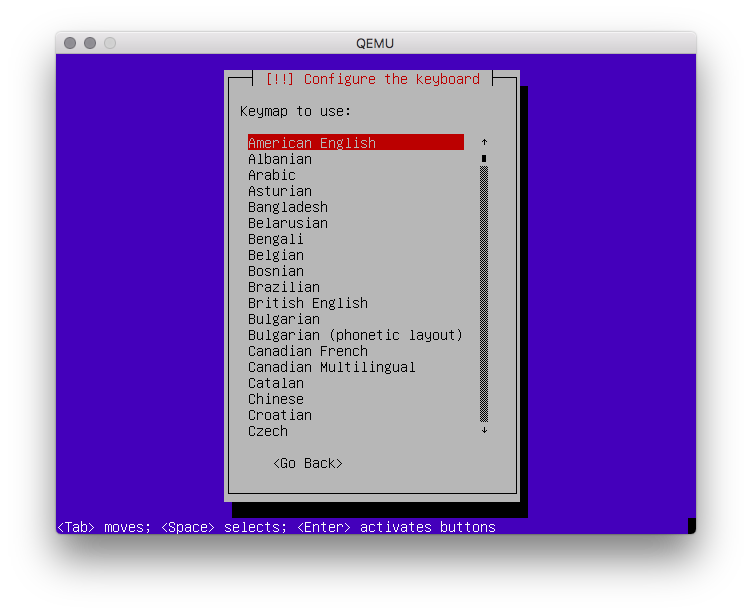 QEMU
[!!] Configure the keyboard
Keymap to use:
American English
Albanian
Arabic
Asturian
Bangladesh
Belarusian
Bengali
Belgian
Bosnian
Brazilian
British English
Bulgarian
Bulgarian (phonetic layout)
Canadian French
Canadian Multilingual
Catalan
Chinese
Croatian
Czech
<Go Back>
<Tab> moves; <Space> selects; <Enter> activates buttons